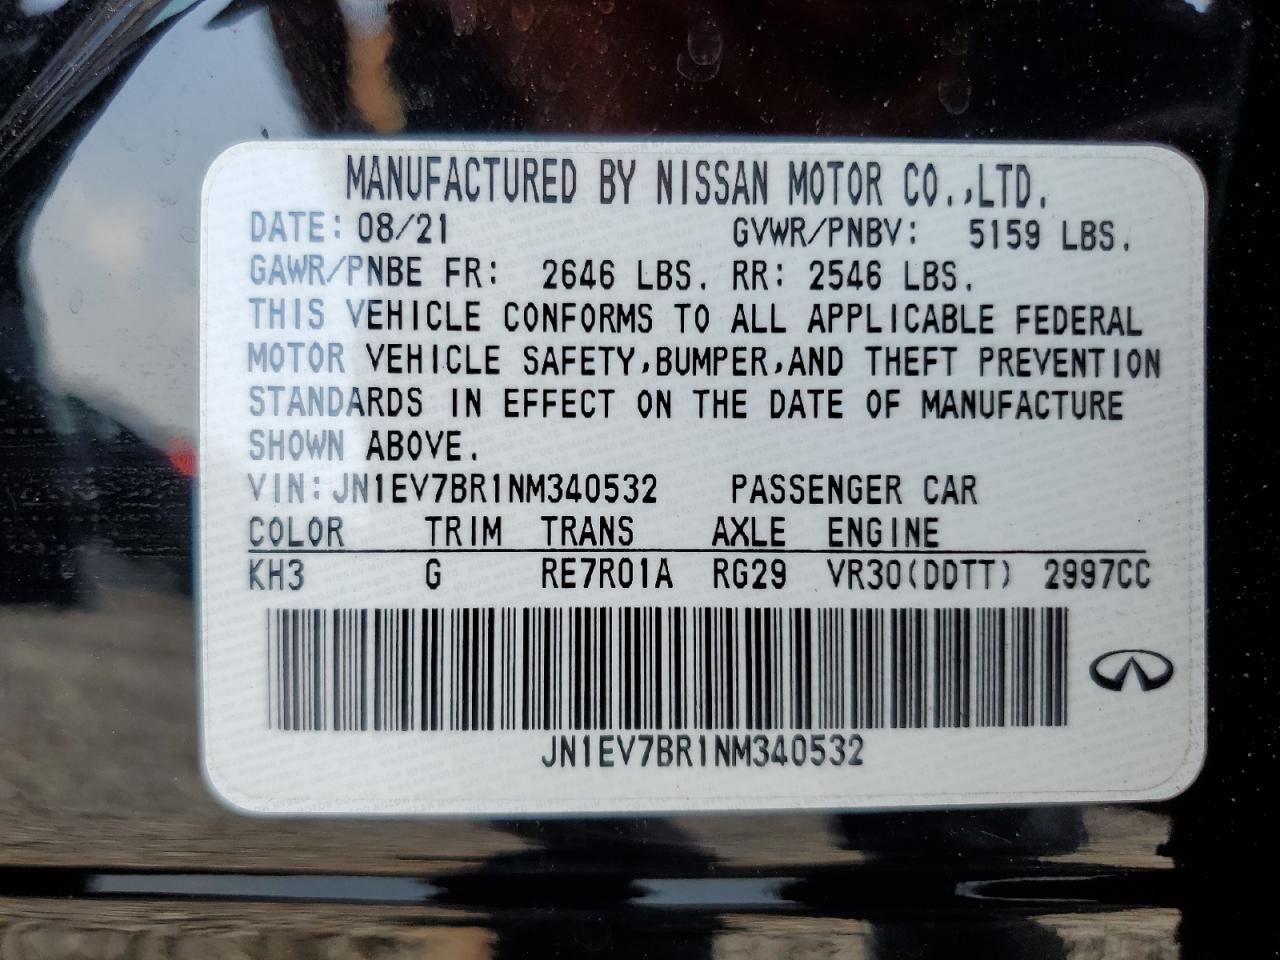 MANUFACTURED BY NISSAN MOTOR CO.,LTD.
DATE: 08/21 GVWR/PNBV: 5159 LBS.
GAWR/PNBE FR: 2646 LBS. RR: 2546 LBS.
THIS VEHICLE CONFORMS TO ALL APPLICABLE FEDERAL
MOTOR VEHICLE SAFETY,BUMPER,AND THEFT PREVENTION
STANDARDS IN EFFECT ON THE DATE OF MANUFACTURE
SHOWN ABOVE.
VIN: JN1EV7BR1NM340532 PASSENGER CAR
COLOR TRIM TRANS AXLE ENGINE
KH3 G RE7R01A RG29 VR30(DDTT) 2997CC
JN1EV7BR1NM340532